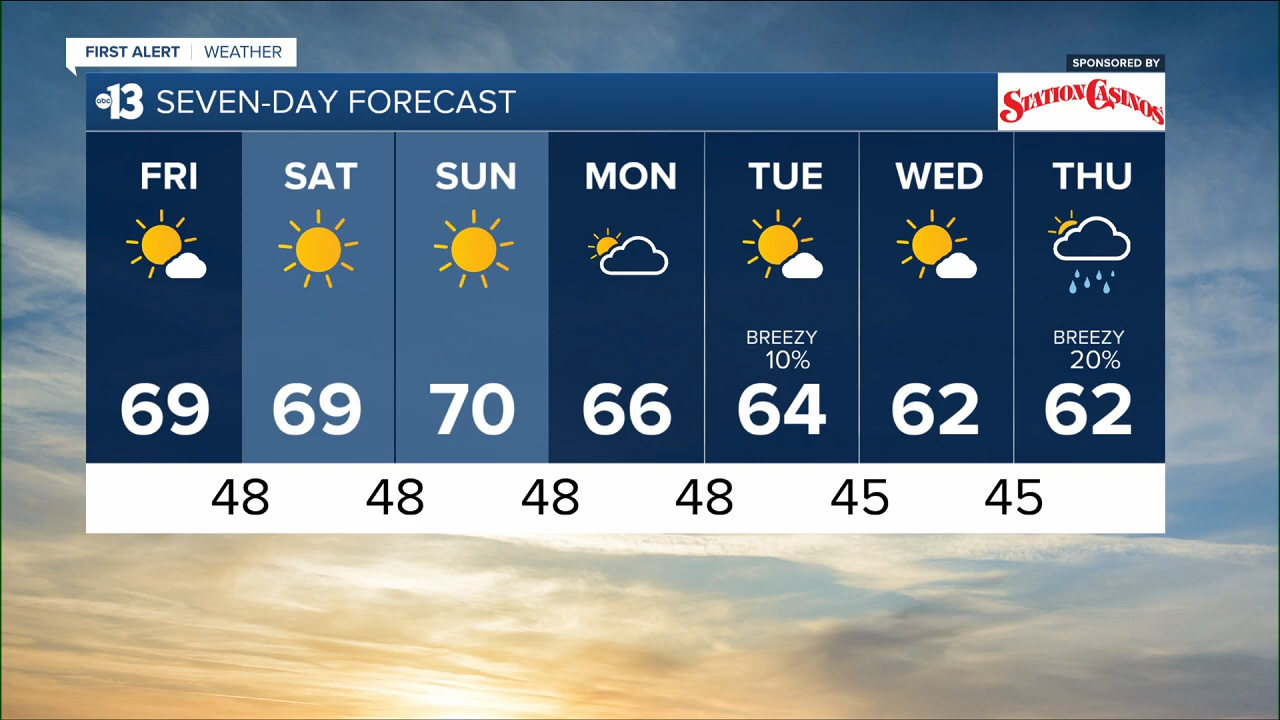 FIRST ALERT | WEATHER
SPONSORED BY
abc 13 SEVEN-DAY FORECAST
STATION CASINOS
FRI SAT SUN MON TUE WED THU
BREEZY BREEZY
10% 20%
69 69 70 66 64 62 62
48 48 48 48 45 45